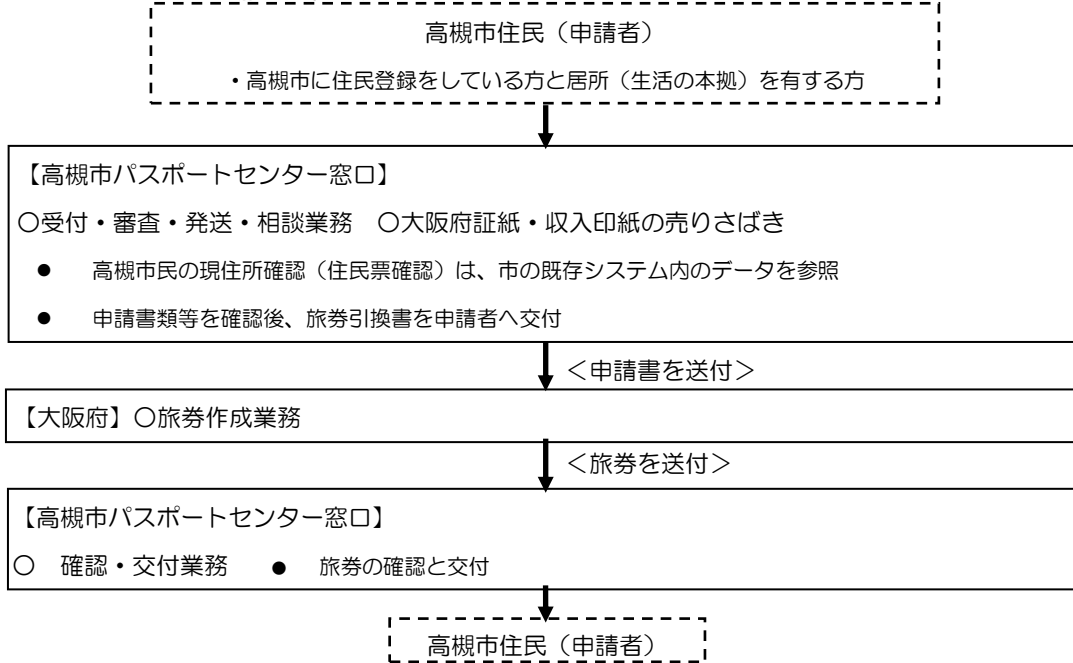 高槻市住民（申請者）
・高槻市に住民登録をしている方と居所（生活の本拠）を有する方
【高槻市パスポートセンター窓口】
○受付・審査・発送・相談業務　○大阪府証紙・収入印紙の売りさばき
● 高槻市民の現住所確認（住民票確認）は、市の既存システム内のデータを参照
● 申請書類等を確認後、旅券引換書を申請者へ交付
＜申請書を送付＞
【大阪府】○旅券作成業務
＜旅券を送付＞
【高槻市パスポートセンター窓口】
○　確認・交付業務　● 旅券の確認と交付
高槻市住民（申請者）